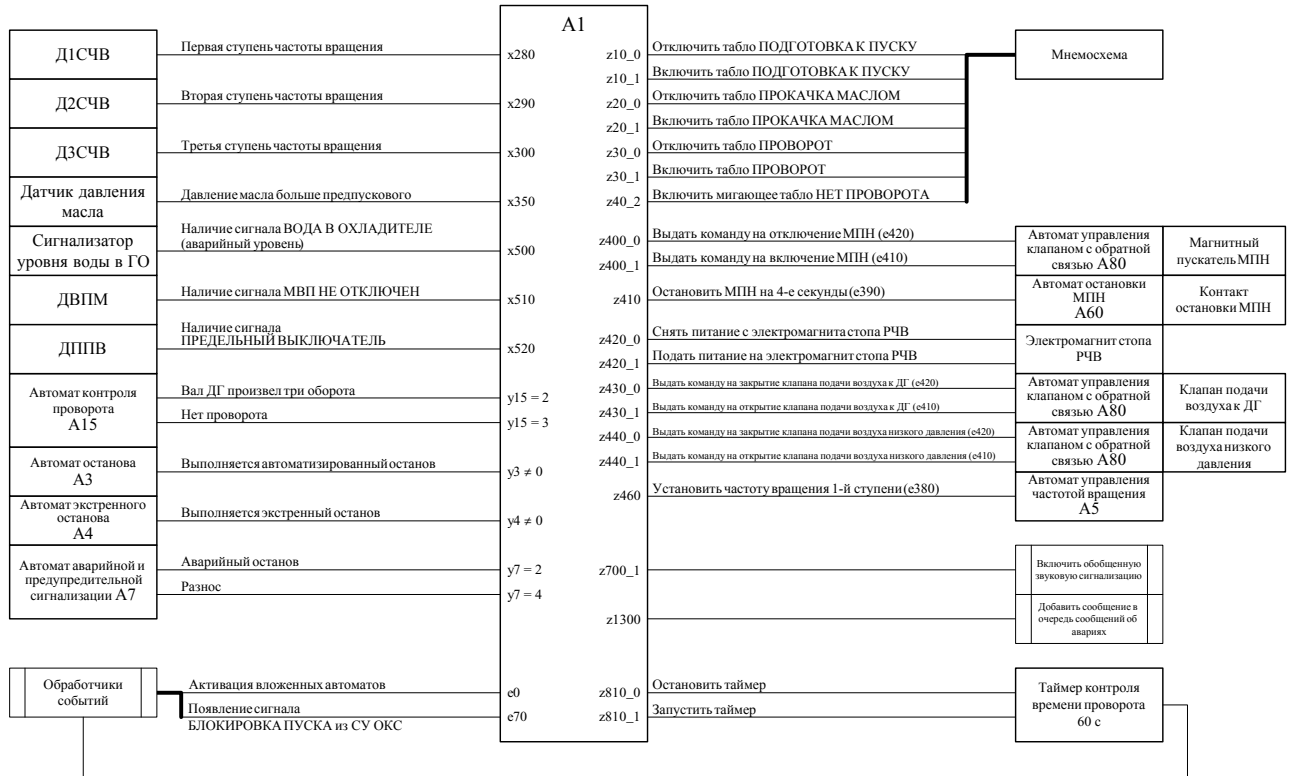 А1
Д1СЧВ
Первая ступень частоты вращения
x280
Д2СЧВ
Вторая ступень частоты вращения
x290
Д3СЧВ
Третья ступень частоты вращения
x300
Датчик давления
масла
Давление масла больше предпускового
x350
Сигнализатор
уровня воды в ГО
Наличие сигнала ВОДА В ОХЛАДИТЕЛЕ
(аварийный уровень)
x500
ДВПМ
Наличие сигнала МВП НЕ ОТКЛЮЧЕН
x510
ДППВ
Наличие сигнала
ПРЕДЕЛЬНЫЙ ВЫКЛЮЧАТЕЛЬ
x520
Автомат контроля
проворота
А15
Вал ДГ произвел три оборота
y15 = 2
Нет проворота
y15 = 3
Автомат останова
А3
Выполняется автоматизированный останов
y3 ≠ 0
Автомат экстренного
останова
А4
Выполняется экстренный останов
y4 ≠ 0
Автомат аварийной и
предупредительной
сигнализации А7
Аварийный останов
y7 = 2
Разнос
y7 = 4
Обработчики
событий
Активация вложенных автоматов
e0
Появление сигнала
БЛОКИРОВКА ПУСКА из СУ ОКС
e70
z10_0
Отключить табло ПОДГОТОВКА К ПУСКУ
z10_1
Включить табло ПОДГОТОВКА К ПУСКУ
z20_0
Отключить табло ПРОКАЧКА МАСЛОМ
z20_1
Включить табло ПРОКАЧКА МАСЛОМ
z30_0
Отключить табло ПРОВОРОТ
z30_1
Включить табло ПРОВОРОТ
z40_2
Включить мигающее табло НЕТ ПРОВОРОТА
Мнемосхема
z400_0
Выдать команду на отключение МПН (e420)
z400_1
Выдать команду на включение МПН (e410)
Автомат управления
клапаном с обратной
связью А80
Магнитный
пускатель МПН
z410
Остановить МПН на 4-е секунды (e390)
Автомат остановки
МПН
А60
Контакт
остановки МПН
z420_0
Снять питание с электромагнита стопа РЧВ
z420_1
Подать питание на электромагнит стопа РЧВ
Электромагнит стопа
РЧВ
z430_0
Выдать команду на закрытие клапана подачи воздуха к ДГ (e420)
z430_1
Выдать команду на открытие клапана подачи воздуха к ДГ (e410)
Автомат управления
клапаном с обратной
связью А80
Клапан подачи
воздуха к ДГ
z440_0
Выдать команду на закрытие клапана подачи воздуха низкого давления (e420)
z440_1
Выдать команду на открытие клапана подачи воздуха низкого давления (e410)
Автомат управления
клапаном с обратной
связью А80
Клапан подачи
воздуха низкого
давления
z460
Установить частоту вращения 1-й ступени (e380)
Автомат управления
частотой вращения
А5
z700_1
Включить обобщенную
звуковую сигнализацию
z1300
Добавить сообщение в
очередь сообщений об
авариях
z810_0
Остановить таймер
z810_1
Запустить таймер
Таймер контроля
времени проворота
60 с